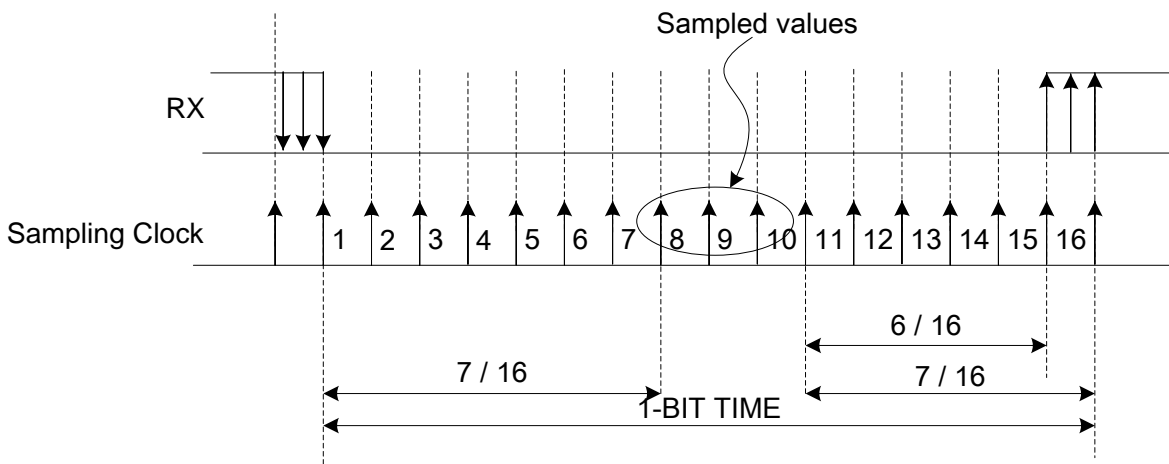 Sampled values
RX
Sampling Clock
1 2 3 4 5 6 7 8 9 10 11 12 13 14 15 16
6 / 16
7 / 16 7 / 16
1-BIT TIME